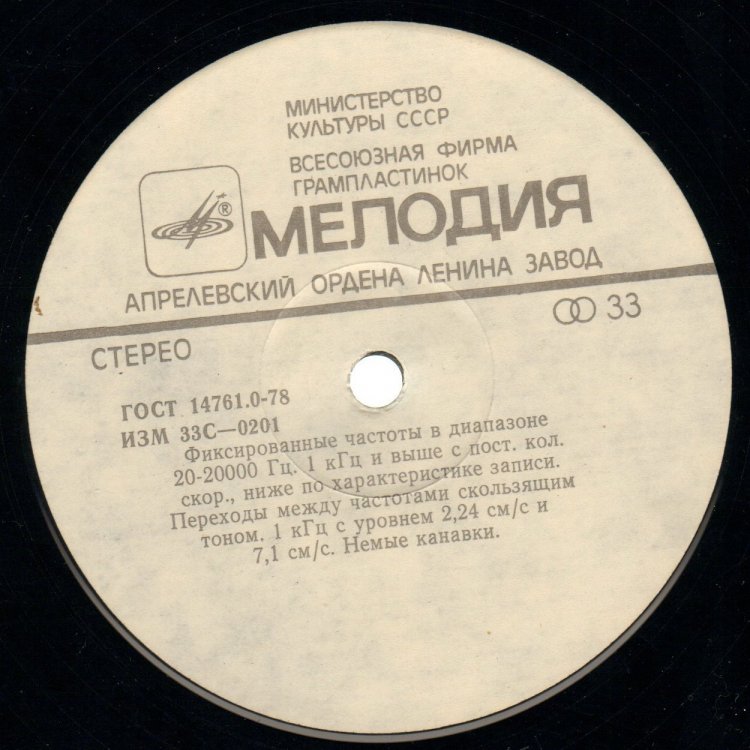 МИНИСТЕРСТВО
КУЛЬТУРЫ СССР
ВСЕСОЮЗНАЯ ФИРМА
ГРАМПЛАСТИНОК
®
МЕЛОДИЯ
АПРЕЛЕВСКИЙ ОРДЕНА ЛЕНИНА ЗАВОД
СТЕРЕО
33
ГОСТ 14761.0-78
ИЗМ 33С—0201
Фиксированные частоты в диапазоне
20-20000 Гц. 1 кГц и выше с пост. кол.
скор., ниже по характеристике записи.
Переходы между частотами скользящим
тоном. 1 кГц с уровнем 2,24 см/с и
7,1 см/с. Немые канавки.